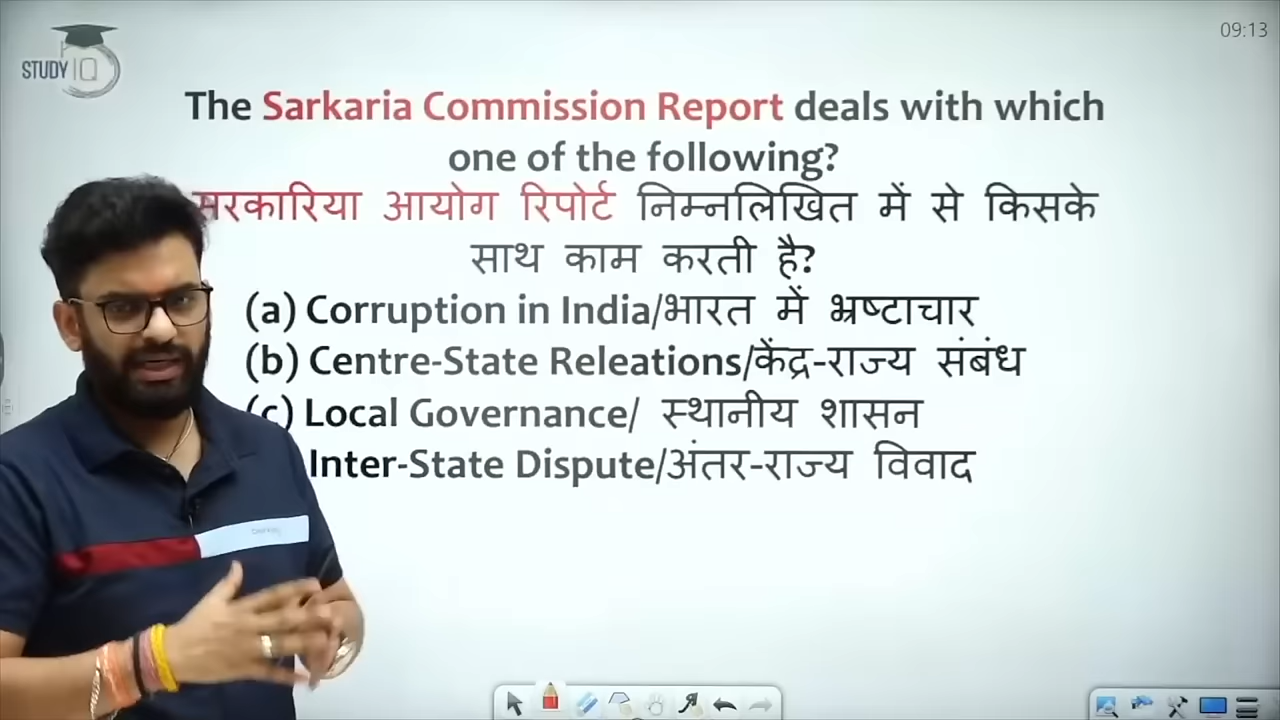 STUDY IQ
09:13
The Sarkaria Commission Report deals with which
one of the following?
सरकारिया आयोग रिपोर्ट निम्नलिखित में से किसके
साथ काम करती है?
(a) Corruption in India/भारत में भ्रष्टाचार
(b) Centre-State Releations/केंद्र-राज्य संबंध
(c) Local Governance/ स्थानीय शासन
Inter-State Dispute/अंतर-राज्य विवाद